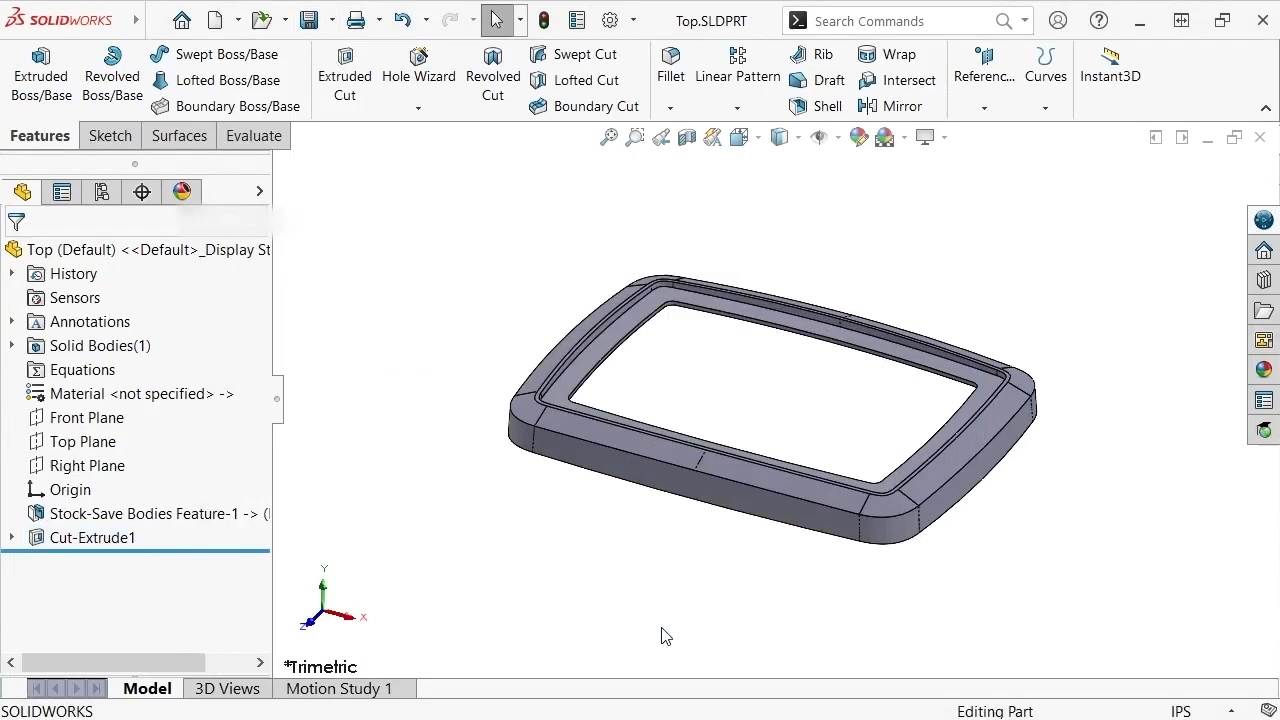 SOLIDWORKS
Top.SLDPRT
Search Commands
Extruded Boss/Base
Revolved Boss/Base
Swept Boss/Base
Lofted Boss/Base
Boundary Boss/Base
Extruded Cut
Hole Wizard
Revolved Cut
Swept Cut
Lofted Cut
Boundary Cut
Fillet
Linear Pattern
Rib
Draft
Shell
Wrap
Intersect
Mirror
Referenc...
Curves
Instant3D
Features
Sketch
Surfaces
Evaluate
Top (Default) <<Default>_Display St
History
Sensors
Annotations
Solid Bodies(1)
Equations
Material <not specified> ->
Front Plane
Top Plane
Right Plane
Origin
Stock-Save Bodies Feature-1 -> (
Cut-Extrude1
Y
X
Z
*Trimetric
Model
3D Views
Motion Study 1
SOLIDWORKS
Editing Part
IPS